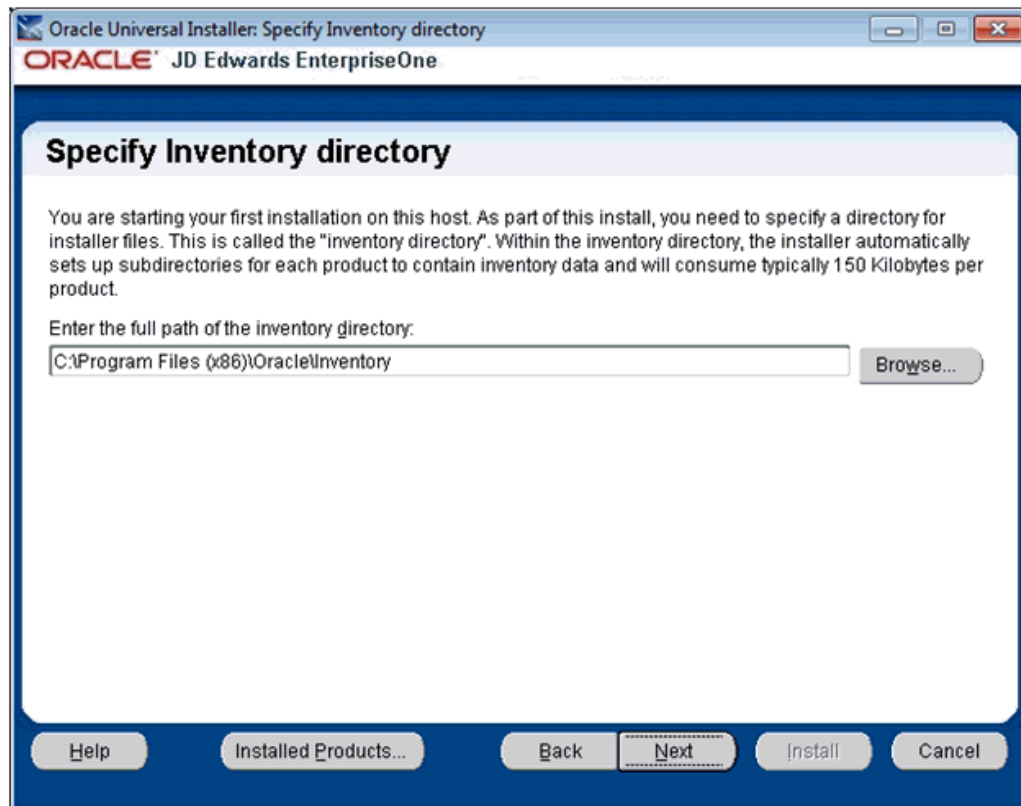 Oracle Universal Installer: Specify Inventory directory
ORACLE' JD Edwards EnterpriseOne
Specify Inventory directory
You are starting your first installation on this host. As part of this install, you need to specify a directory for
installer files. This is called the "inventory directory". Within the inventory directory, the installer automatically
sets up subdirectories for each product to contain inventory data and will consume typically 150 Kilobytes per
product.
Enter the full path of the inventory directory:
C:\Program Files (x86)\Oracle\Inventory
Browse...
Help Installed Products... Back Next Install Cancel